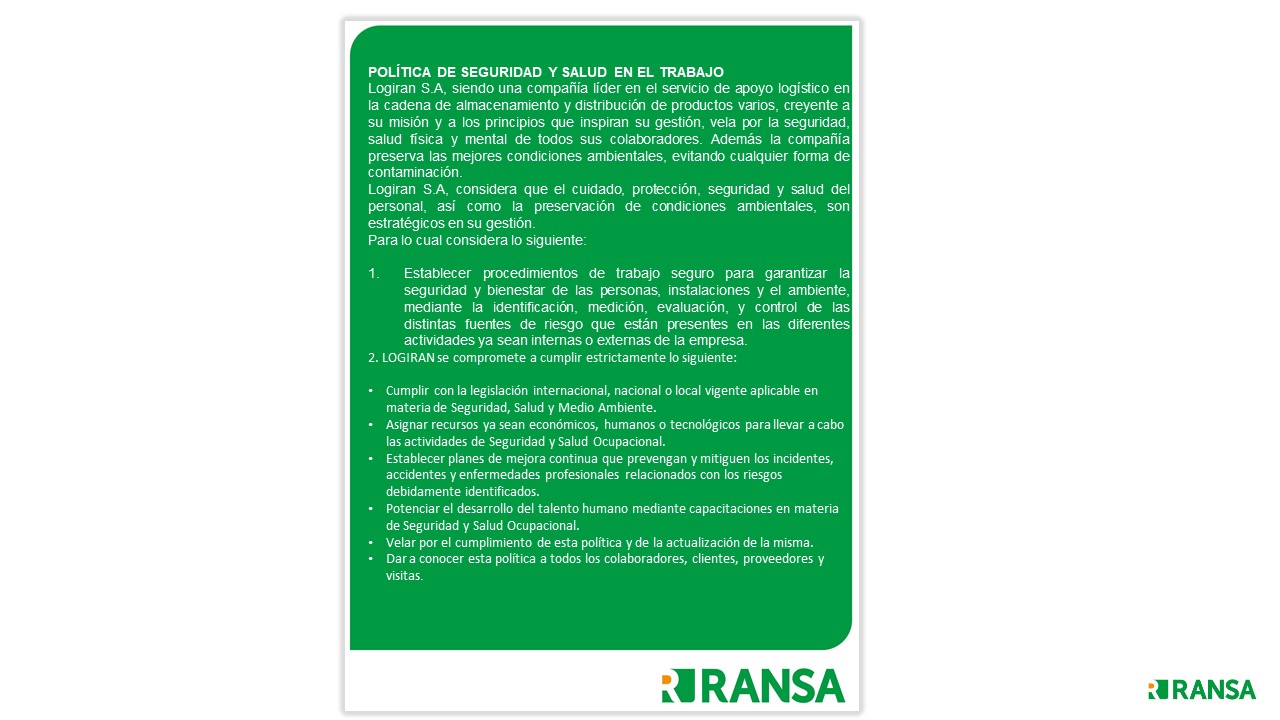 POLÍTICA DE SEGURIDAD Y SALUD EN EL TRABAJO
Logiran S.A, siendo una compañía líder en el servicio de apoyo logístico en
la cadena de almacenamiento y distribución de productos varios, creyente a
su misión y a los principios que inspiran su gestión, vela por la seguridad,
salud física y mental de todos sus colaboradores. Además la compañía
preserva las mejores condiciones ambientales, evitando cualquier forma de
contaminación.
Logiran S.A, considera que el cuidado, protección, seguridad y salud del
personal, así como la preservación de condiciones ambientales, son
estratégicos en su gestión.
Para lo cual considera lo siguiente:
1. Establecer procedimientos de trabajo seguro para garantizar la
seguridad y bienestar de las personas, instalaciones y el ambiente,
mediante la identificación, medición, evaluación, y control de las
distintas fuentes de riesgo que están presentes en las diferentes
actividades ya sean internas o externas de la empresa.
2. LOGIRAN se compromete a cumplir estrictamente lo siguiente:
• Cumplir con la legislación internacional, nacional o local vigente aplicable en
materia de Seguridad, Salud y Medio Ambiente.
• Asignar recursos ya sean económicos, humanos o tecnológicos para llevar a cabo
las actividades de Seguridad y Salud Ocupacional.
• Establecer planes de mejora continua que prevengan y mitiguen los incidentes,
accidentes y enfermedades profesionales relacionados con los riesgos
debidamente identificados.
• Potenciar el desarrollo del talento humano mediante capacitaciones en materia
de Seguridad y Salud Ocupacional.
• Velar por el cumplimiento de esta política y de la actualización de la misma.
• Dar a conocer esta política a todos los colaboradores, clientes, proveedores y
visitas.
RANSA
RANSA